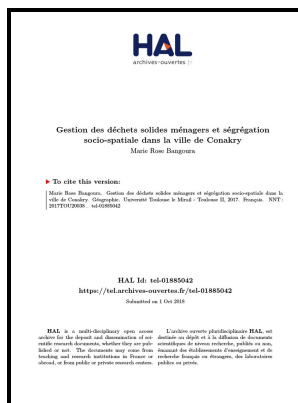 HAL
archives-ouvertes
Gestion des déchets solides ménagers et ségrégation
socio-spatiale dans la ville de Conakry
Marie Rose Bangoura
▶ To cite this version:
Marie Rose Bangoura. Gestion des déchets solides ménagers et ségrégation socio-spatiale dans la
ville de Conakry. Géographie. Université Toulouse le Mirail - Toulouse II, 2017. Français. NNT :
2017TOU20038 . tel-01885042
HAL Id: tel-01885042
https://tel.archives-ouvertes.fr/tel-01885042
Submitted on 1 Oct 2018
HAL is a multi-disciplinary open access
archive for the deposit and dissemination of sci-
entific research documents, whether they are pub-
lished or not. The documents may come from
teaching and research institutions in France or
abroad, or from public or private research centers.
L'archive ouverte pluridisciplinaire HAL, est
destinée au dépôt et à la diffusion de documents
scientifiques de niveau recherche, publiés ou non,
émanant des établissements d'enseignement et de
recherche français ou étrangers, des laboratoires
publics ou privés.